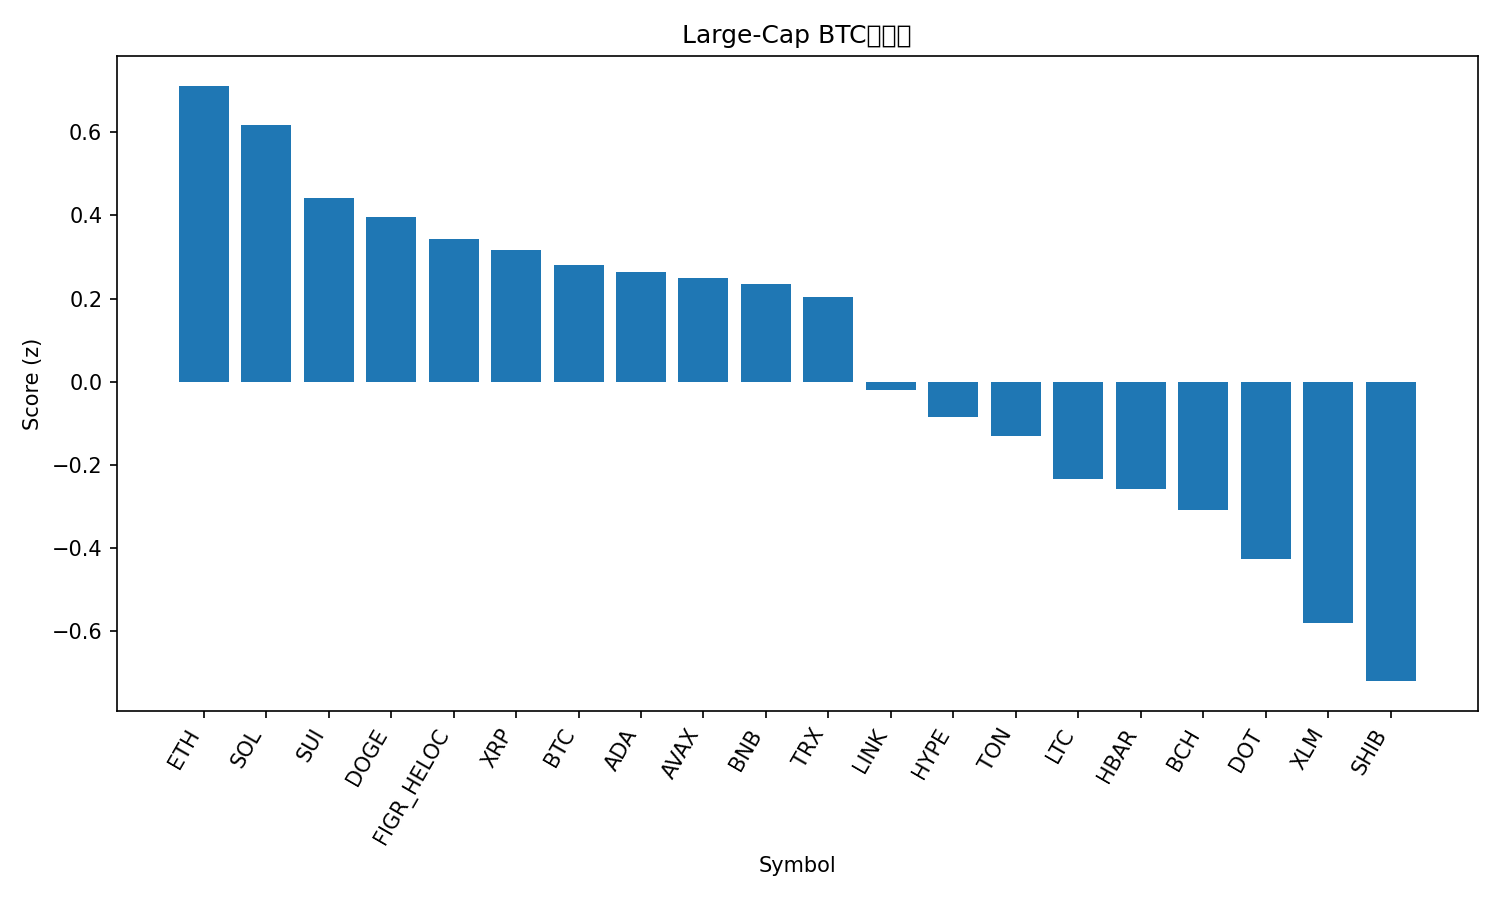 Large-Cap BTC
0.6
0.4
0.2
0.0
−0.2
−0.4
−0.6
Score (z)
ETH
SOL
SUI
DOGE
FIGR_HELOC
XRP
BTC
ADA
AVAX
BNB
TRX
LINK
HYPE
TON
LTC
HBAR
BCH
DOT
XLM
SHIB
Symbol